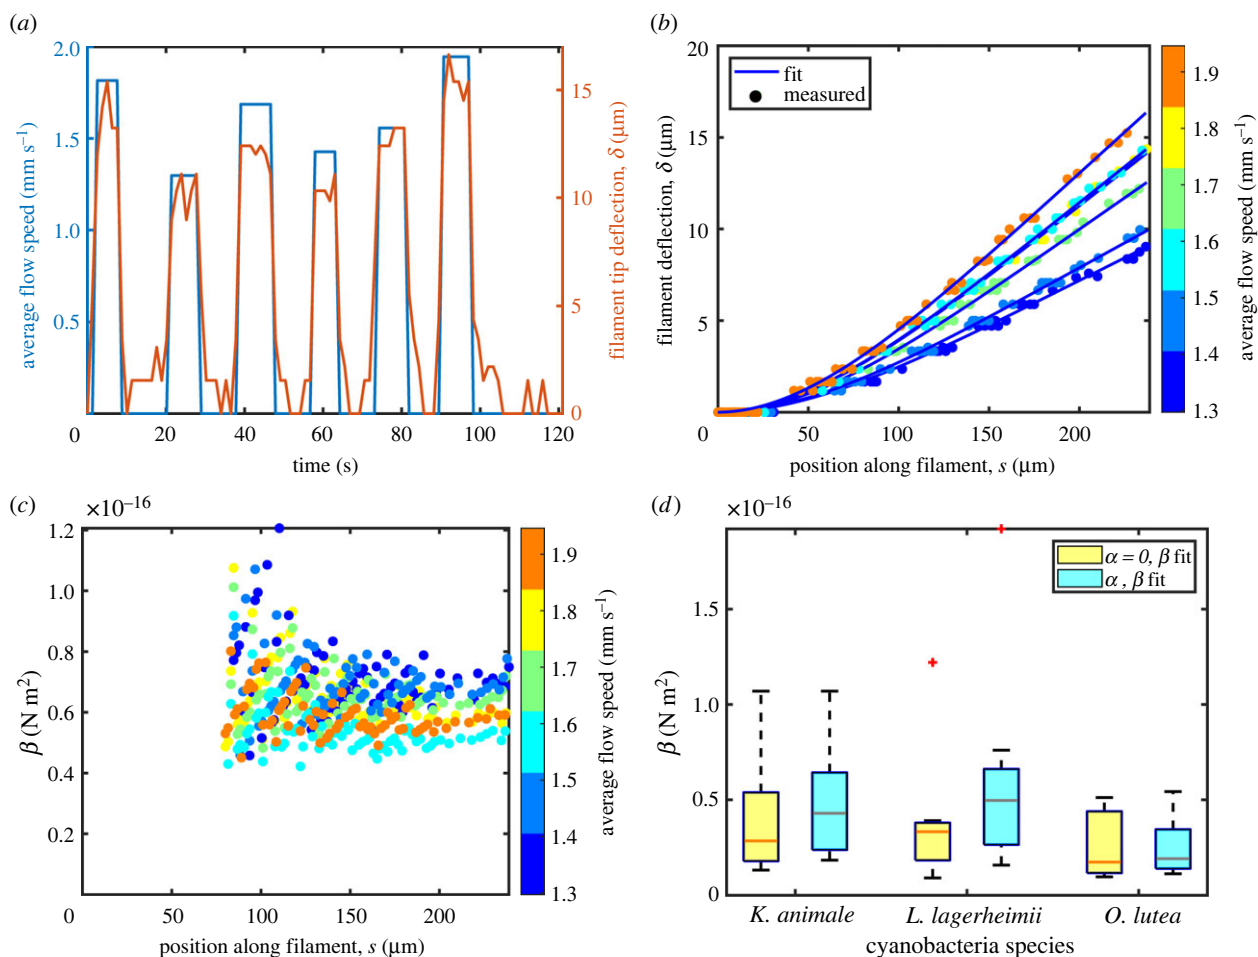 (a)
2.0
1.5
1.0
0.5
average flow speed (mm s–1)
15
10
5
0
filament tip deflection, δ (μm)
0 20 40 60 80 100 120
time (s)
(b)
20
15
10
5
filament deflection, δ (μm)
fit
measured
0 50 100 150 200
position along filament, s (μm)
1.9
1.8
1.7
1.6
1.5
1.4
1.3
average flow speed (mm s–1)
(c)
×10–16
1.2
1.0
0.8
0.6
0.4
0.2
β (N m2)
0 50 100 150 200
position along filament, s (μm)
1.9
1.8
1.7
1.6
1.5
1.4
1.3
average flow speed (mm s–1)
(d)
×10–16
1.5
1.0
0.5
0
β (N m2)
α = 0, β fit
α , β fit
K. animale L. lagerheimii O. lutea
cyanobacteria species